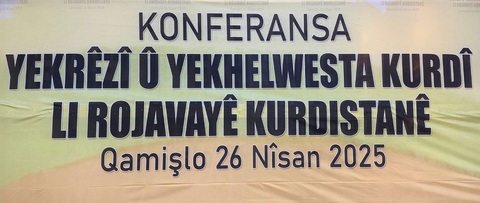 KONFERANSA
YEKRÊZÎ Û YEKHELWESTA KURDÎ
LI ROJAVAYÊ KURDISTANÊ
Qamişlo 26 Nîsan 2025